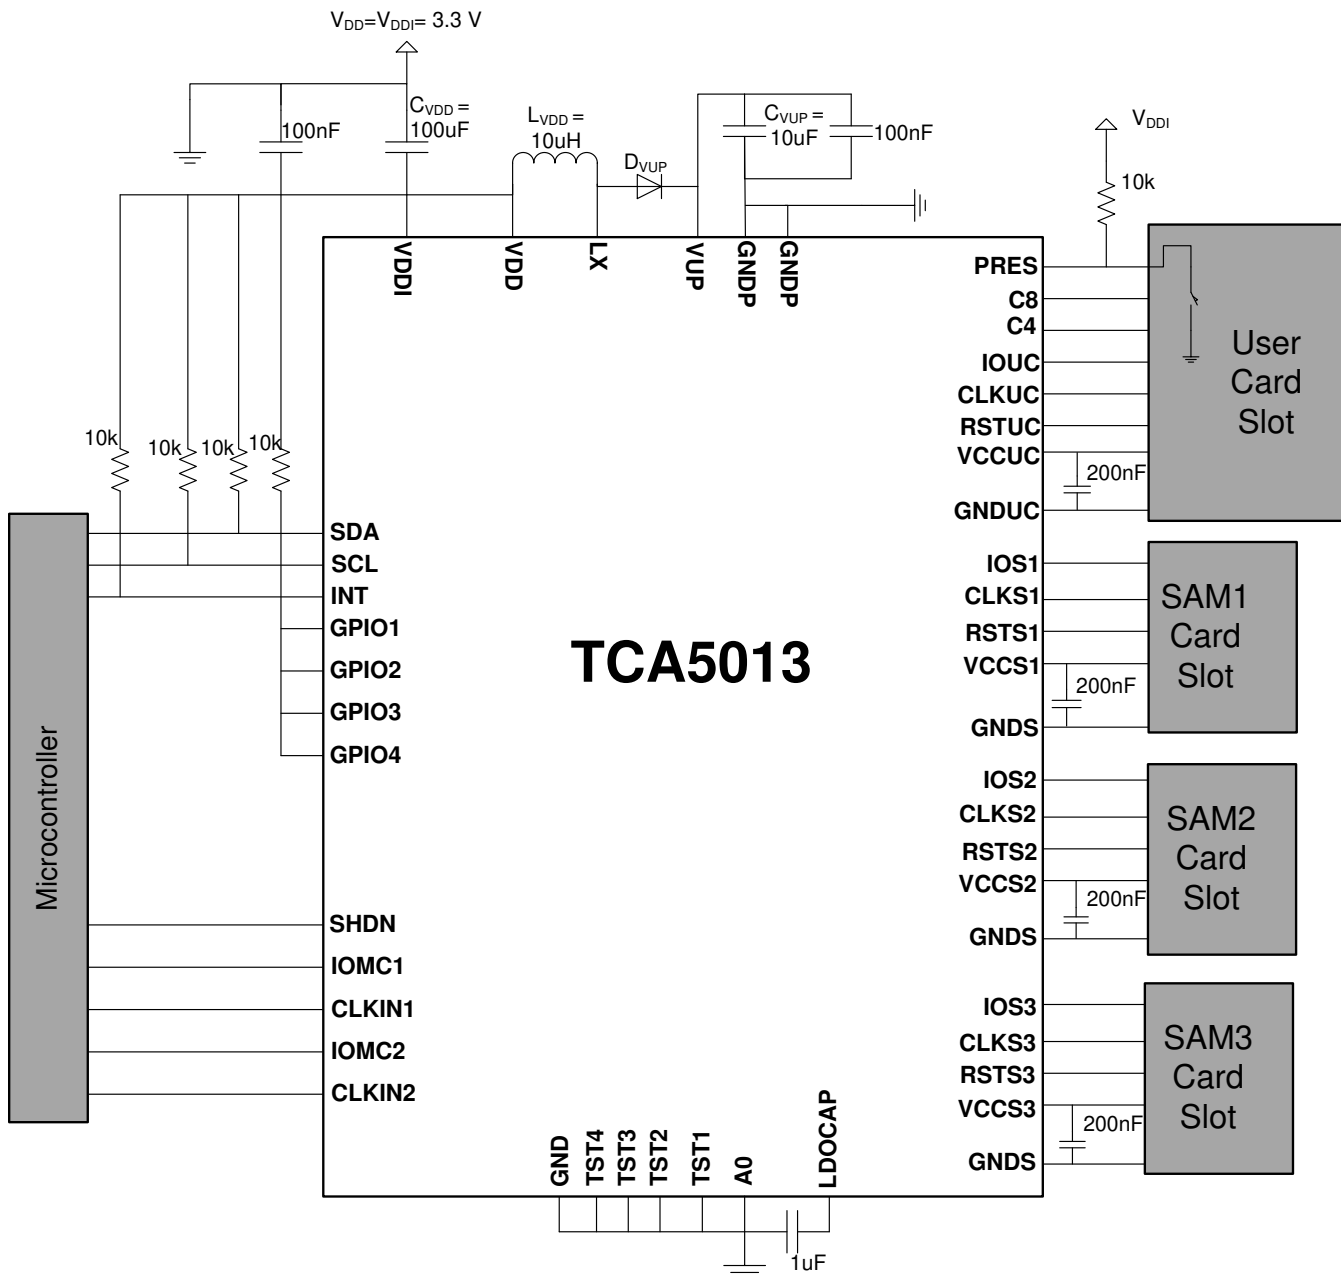 VDD=VDDI= 3.3 V
100nF
CVDD =
100uF
LVDD =
10uH
DVUP
CVUP =
10uF
100nF
VDDI
10k
VDDI
VDD
LX
VUP
GNDP
GNDP
PRES
C8
C4
IOUC
CLKUC
RSTUC
VCCUC
GNDUC
200nF
User
Card
Slot
10k
10k
10k
10k
SDA
SCL
INT
GPIO1
GPIO2
GPIO3
GPIO4
Microcontroller
TCA5013
IOS1
CLKS1
RSTS1
VCCS1
GNDS
200nF
SAM1
Card
Slot
IOS2
CLKS2
RSTS2
VCCS2
GNDS
200nF
SAM2
Card
Slot
SHDN
IOMC1
CLKIN1
IOMC2
CLKIN2
IOS3
CLKS3
RSTS3
VCCS3
GNDS
200nF
SAM3
Card
Slot
GND
TST4
TST3
TST2
TST1
A0
LDOCAP
1uF